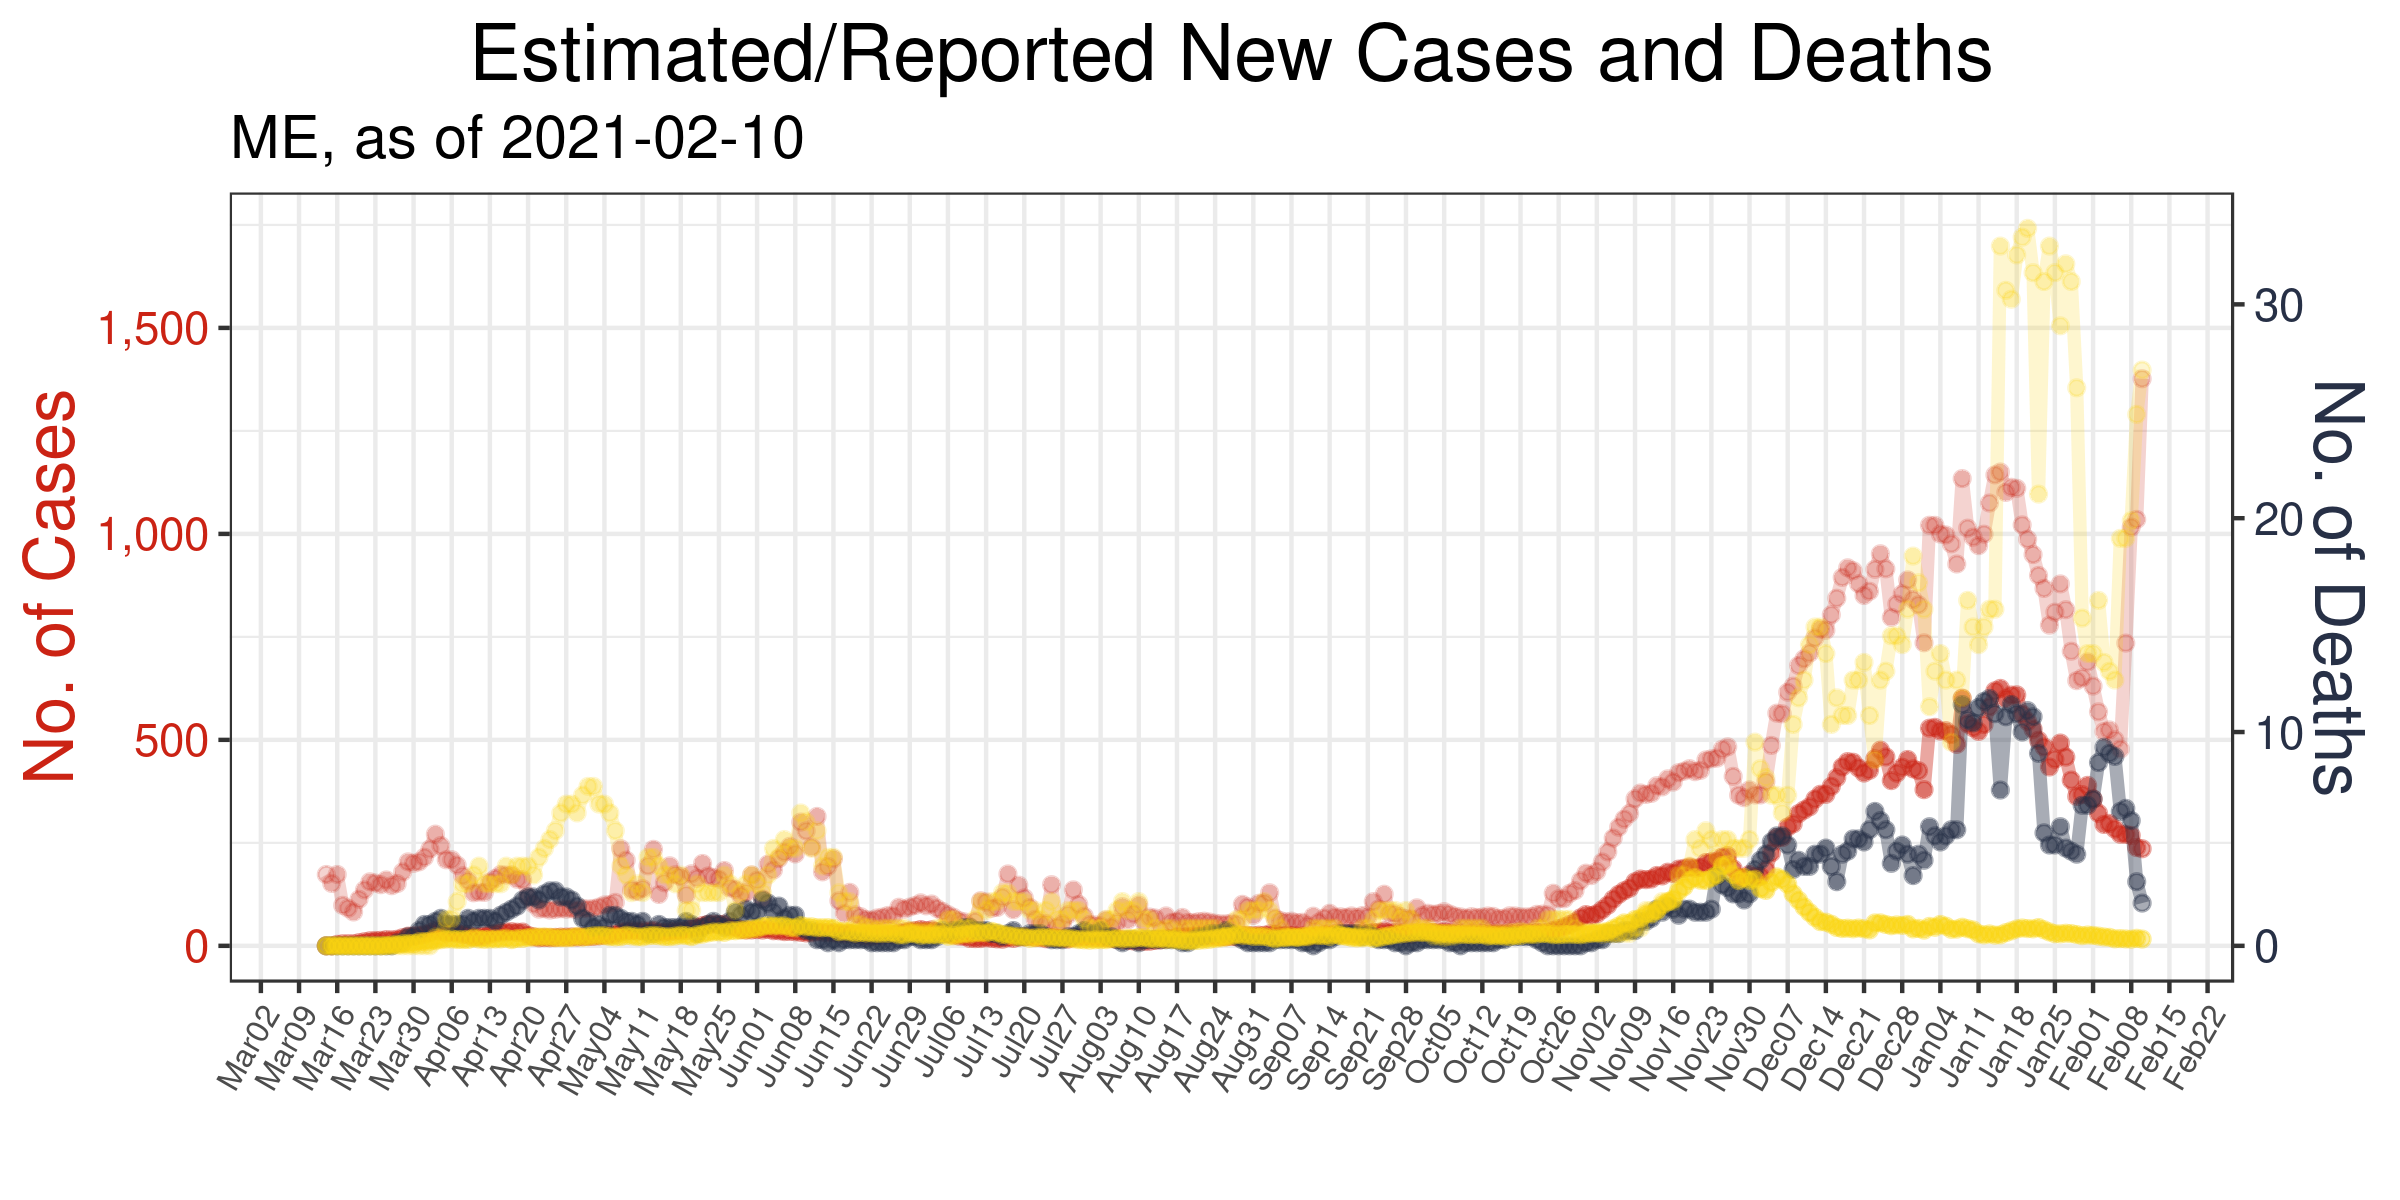 Estimated/Reported New Cases and Deaths
ME, as of 2021-02-10
No. of Cases
1,500
1,000
500
0
30
20
10
0
No. of Deaths
Mar02
Mar09
Mar16
Mar23
Mar30
Apr06
Apr13
Apr20
Apr27
May04
May11
May18
May25
Jun01
Jun08
Jun15
Jun22
Jun29
Jul06
Jul13
Jul20
Jul27
Aug03
Aug10
Aug17
Aug24
Aug31
Sep07
Sep14
Sep21
Sep28
Oct05
Oct12
Oct19
Oct26
Nov02
Nov09
Nov16
Nov23
Nov30
Dec07
Dec14
Dec21
Dec28
Jan04
Jan11
Jan18
Jan25
Feb01
Feb08
Feb15
Feb22